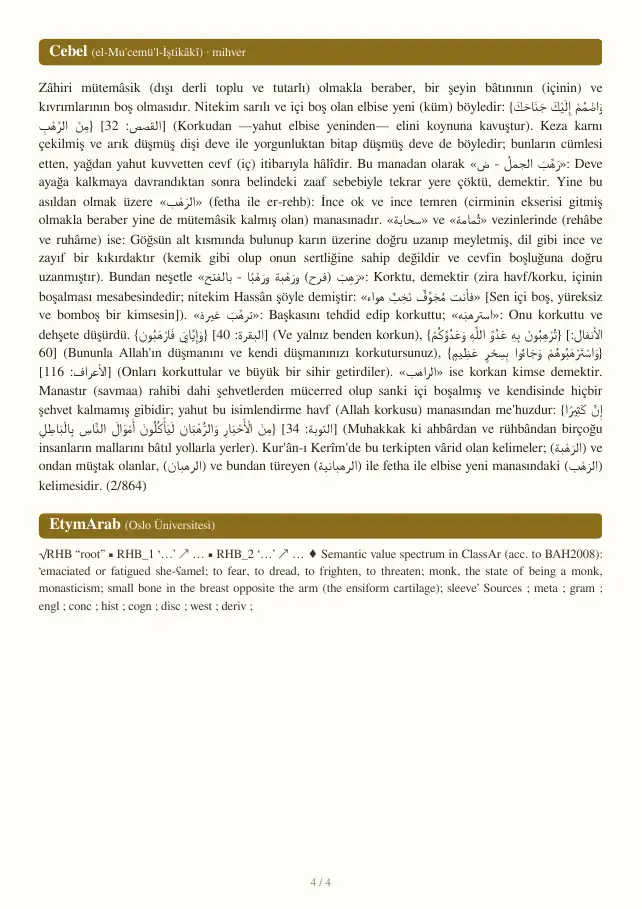 Cebel (el-Mu'cemü'l-İştikâkî) · mihver
Zâhiri mütemâsik (dışı derli toplu ve tutarlı) olmakla beraber, bir şeyin bâtınının (içinin) ve
kıvrımlarının boş olmasıdır. Nitekim sarılı ve içi boş olan elbise yeni (küm) böyledir: {وَاضْمُمْ إِلَيْكَ جَنَاحَكَ
مِنَ الرَّهْبِ} [القصص: 32] (Korkudan —yahut elbise yeninden— elini koynuna kavuştur). Keza karnı
çekilmiş ve arık düşmüş dişi deve ile yorgunluktan bitap düşmüş deve de böyledir; bunların cümlesi
etten, yağdan yahut kuvvetten cevf (iç) itibarıyla hâlîdir. Bu manadan olarak «رَهَّبَ الجملُ - ض»: Deve
ayağa kalkmaya davrandıktan sonra belindeki zaaf sebebiyle tekrar yere çöktü, demektir. Yine bu
asıldan olmak üzere «الرَهْب» (fetha ile er-rehb): İnce ok ve ince temren (cirminin ekserisi gitmiş
olmakla beraber yine de mütemâsik kalmış olan) manasınadır. «سحابة» ve «ثُمامة» vezinlerinde (rehâbe
ve ruhâme) ise: Göğsün alt kısmında bulunup karın üzerine doğru uzanıp meyletmiş, dil gibi ince ve
zayıf bir kıkırdaktır (kemik gibi olup onun sertliğine sahip değildir ve cevfin boşluğuna doğru
uzanmıştır). Bundan neşetle «رَهِبَ (فرح) ورَهْبة ورَهْبًا - بالفتح»: Korktu, demektir (zira havf/korku, içinin
boşalması mesabesindedir; nitekim Hassân şöyle demiştir: «فأنت مُجَوَّفٌ نَخِبٌ هواء» [Sen içi boş, yüreksiz
ve bomboş bir kimsesin]). «ترهّبَ غيرَه»: Başkasını tehdid edip korkuttu; «استرهبَه»: Onu korkuttu ve
dehşete düşürdü. {وَإِيَّايَ فَارْهَبُونِ} [البقرة: 40] (Ve yalnız benden korkun), {تُرْهِبُونَ بِهِ عَدُوَّ اللَّهِ وَعَدُوَّكُمْ} [الأنفال:
60] (Bununla Allah'ın düşmanını ve kendi düşmanınızı korkutursunuz), {وَاسْتَرْهَبُوهُمْ وَجَاءُوا بِسِحْرٍ عَظِيمٍ}
[الأعراف: 116] (Onları korkuttular ve büyük bir sihir getirdiler). «الراهب» ise korkan kimse demektir.
Manastır (savmaa) rahibi dahi şehvetlerden mücerred olup sanki içi boşalmış ve kendisinde hiçbir
şehvet kalmamış gibidir; yahut bu isimlendirme havf (Allah korkusu) manasından me'huzdur: {إِنَّ كَثِيرًا
مِنَ الْأَحْبَارِ وَالرُّهْبَانِ لَيَأْكُلُونَ أَمْوَالَ النَّاسِ بِالْبَاطِلِ} [التوبة: 34] (Muhakkak ki ahbârdan ve rühbândan birçoğu
insanların mallarını bâtıl yollarla yerler). Kur'ân-ı Kerîm'de bu terkipten vârid olan kelimeler; (الرَهْبة) ve
ondan müştak olanlar, (الرهبان) ve bundan türeyen (الرهبانية) ile fetha ile elbise yeni manasındaki (الرَهْب)
kelimesidir. (2/864)
EtymArab (Oslo Üniversitesi)
√RHB “root” ▪ RHB_1 ‘…’ ↗ … ▪ RHB_2 ‘…’ ↗ … ♦ Semantic value spectrum in ClassAr (acc. to BAH2008):
‘emaciated or fatigued she-ʕamel; to fear, to dread, to frighten, to threaten; monk, the state of being a monk,
monasticism; small bone in the breast opposite the arm (the ensiform cartilage); sleeve’ Sources ; meta ; gram ;
engl ; conc ; hist ; cogn ; disc ; west ; deriv ;
4 / 4